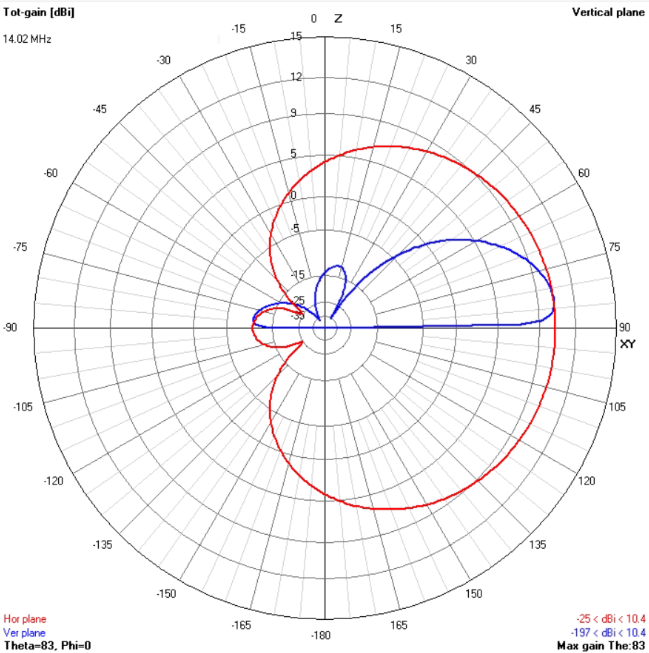 Tot-gain [dBi]
0 Z
Vertical plane
14.02 MHz
-15
15
15
-30
30
12
-45
45
9
5
-60
60
0
-5
-75
75
-15
-25
-35
-90
90
XY
-105
105
-120
120
-135
135
-150
150
-165
165
-180
Hor plane
-25 < dBi < 10.4
Ver plane
-197 < dBi < 10.4
Theta=83, Phi=0
Max gain The:83